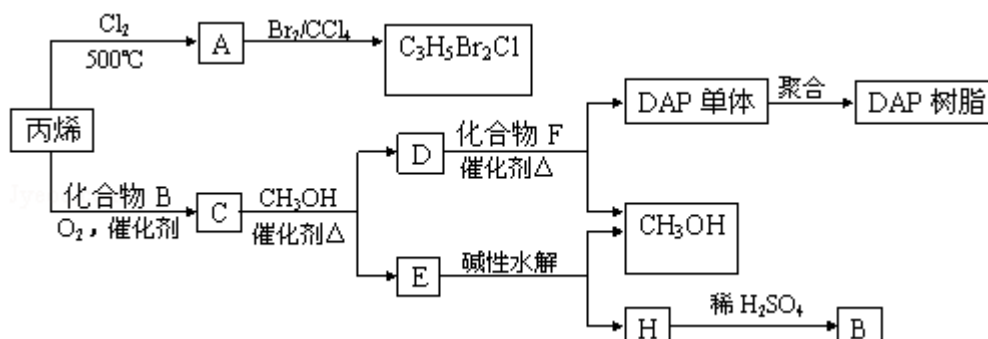 Cl₂
500℃
A
Br₂/CCl₄
C₃H₅Br₂Cl
丙烯
化合物 B
O₂，催化剂
C
CH₃OH
催化剂△
D
化合物 F
催化剂△
DAP 单体
聚合
DAP 树脂
CH₃OH
E
碱性水解
H
稀 H₂SO₄
B